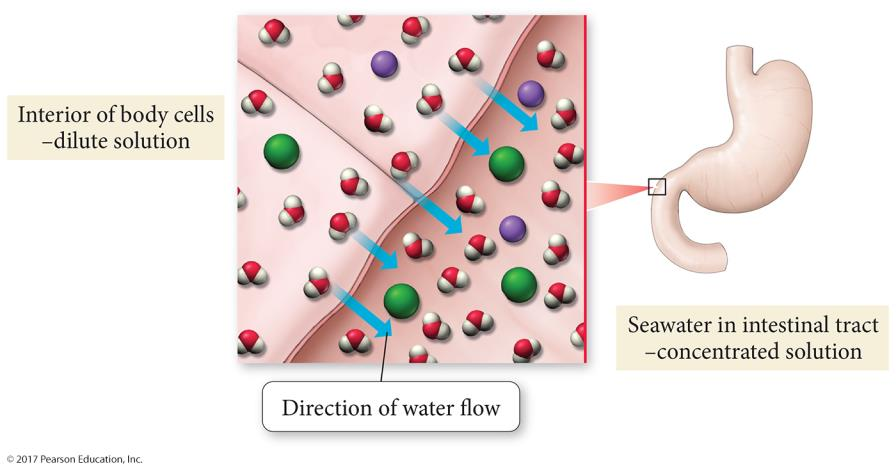 Interior of body cells
–dilute solution
Seawater in intestinal tract
–concentrated solution
Direction of water flow
© 2017 Pearson Education, Inc.